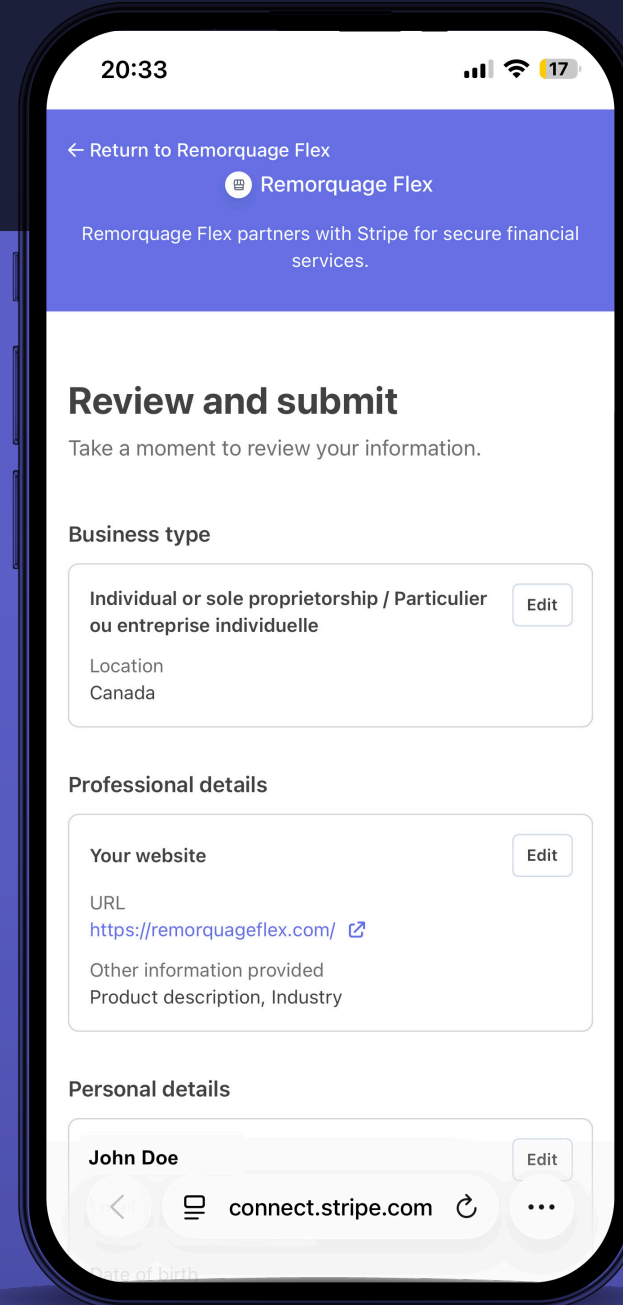 20:33
17
← Return to Remorquage Flex
Remorquage Flex
Remorquage Flex partners with Stripe for secure financial
services.
Review and submit
Take a moment to review your information.
Business type
Individual or sole proprietorship / Particulier
ou entreprise individuelle
Edit
Location
Canada
Professional details
Your website
Edit
URL
https://remorquageflex.com/
Other information provided
Product description, Industry
Personal details
John Doe
Edit
connect.stripe.com
Date of birth